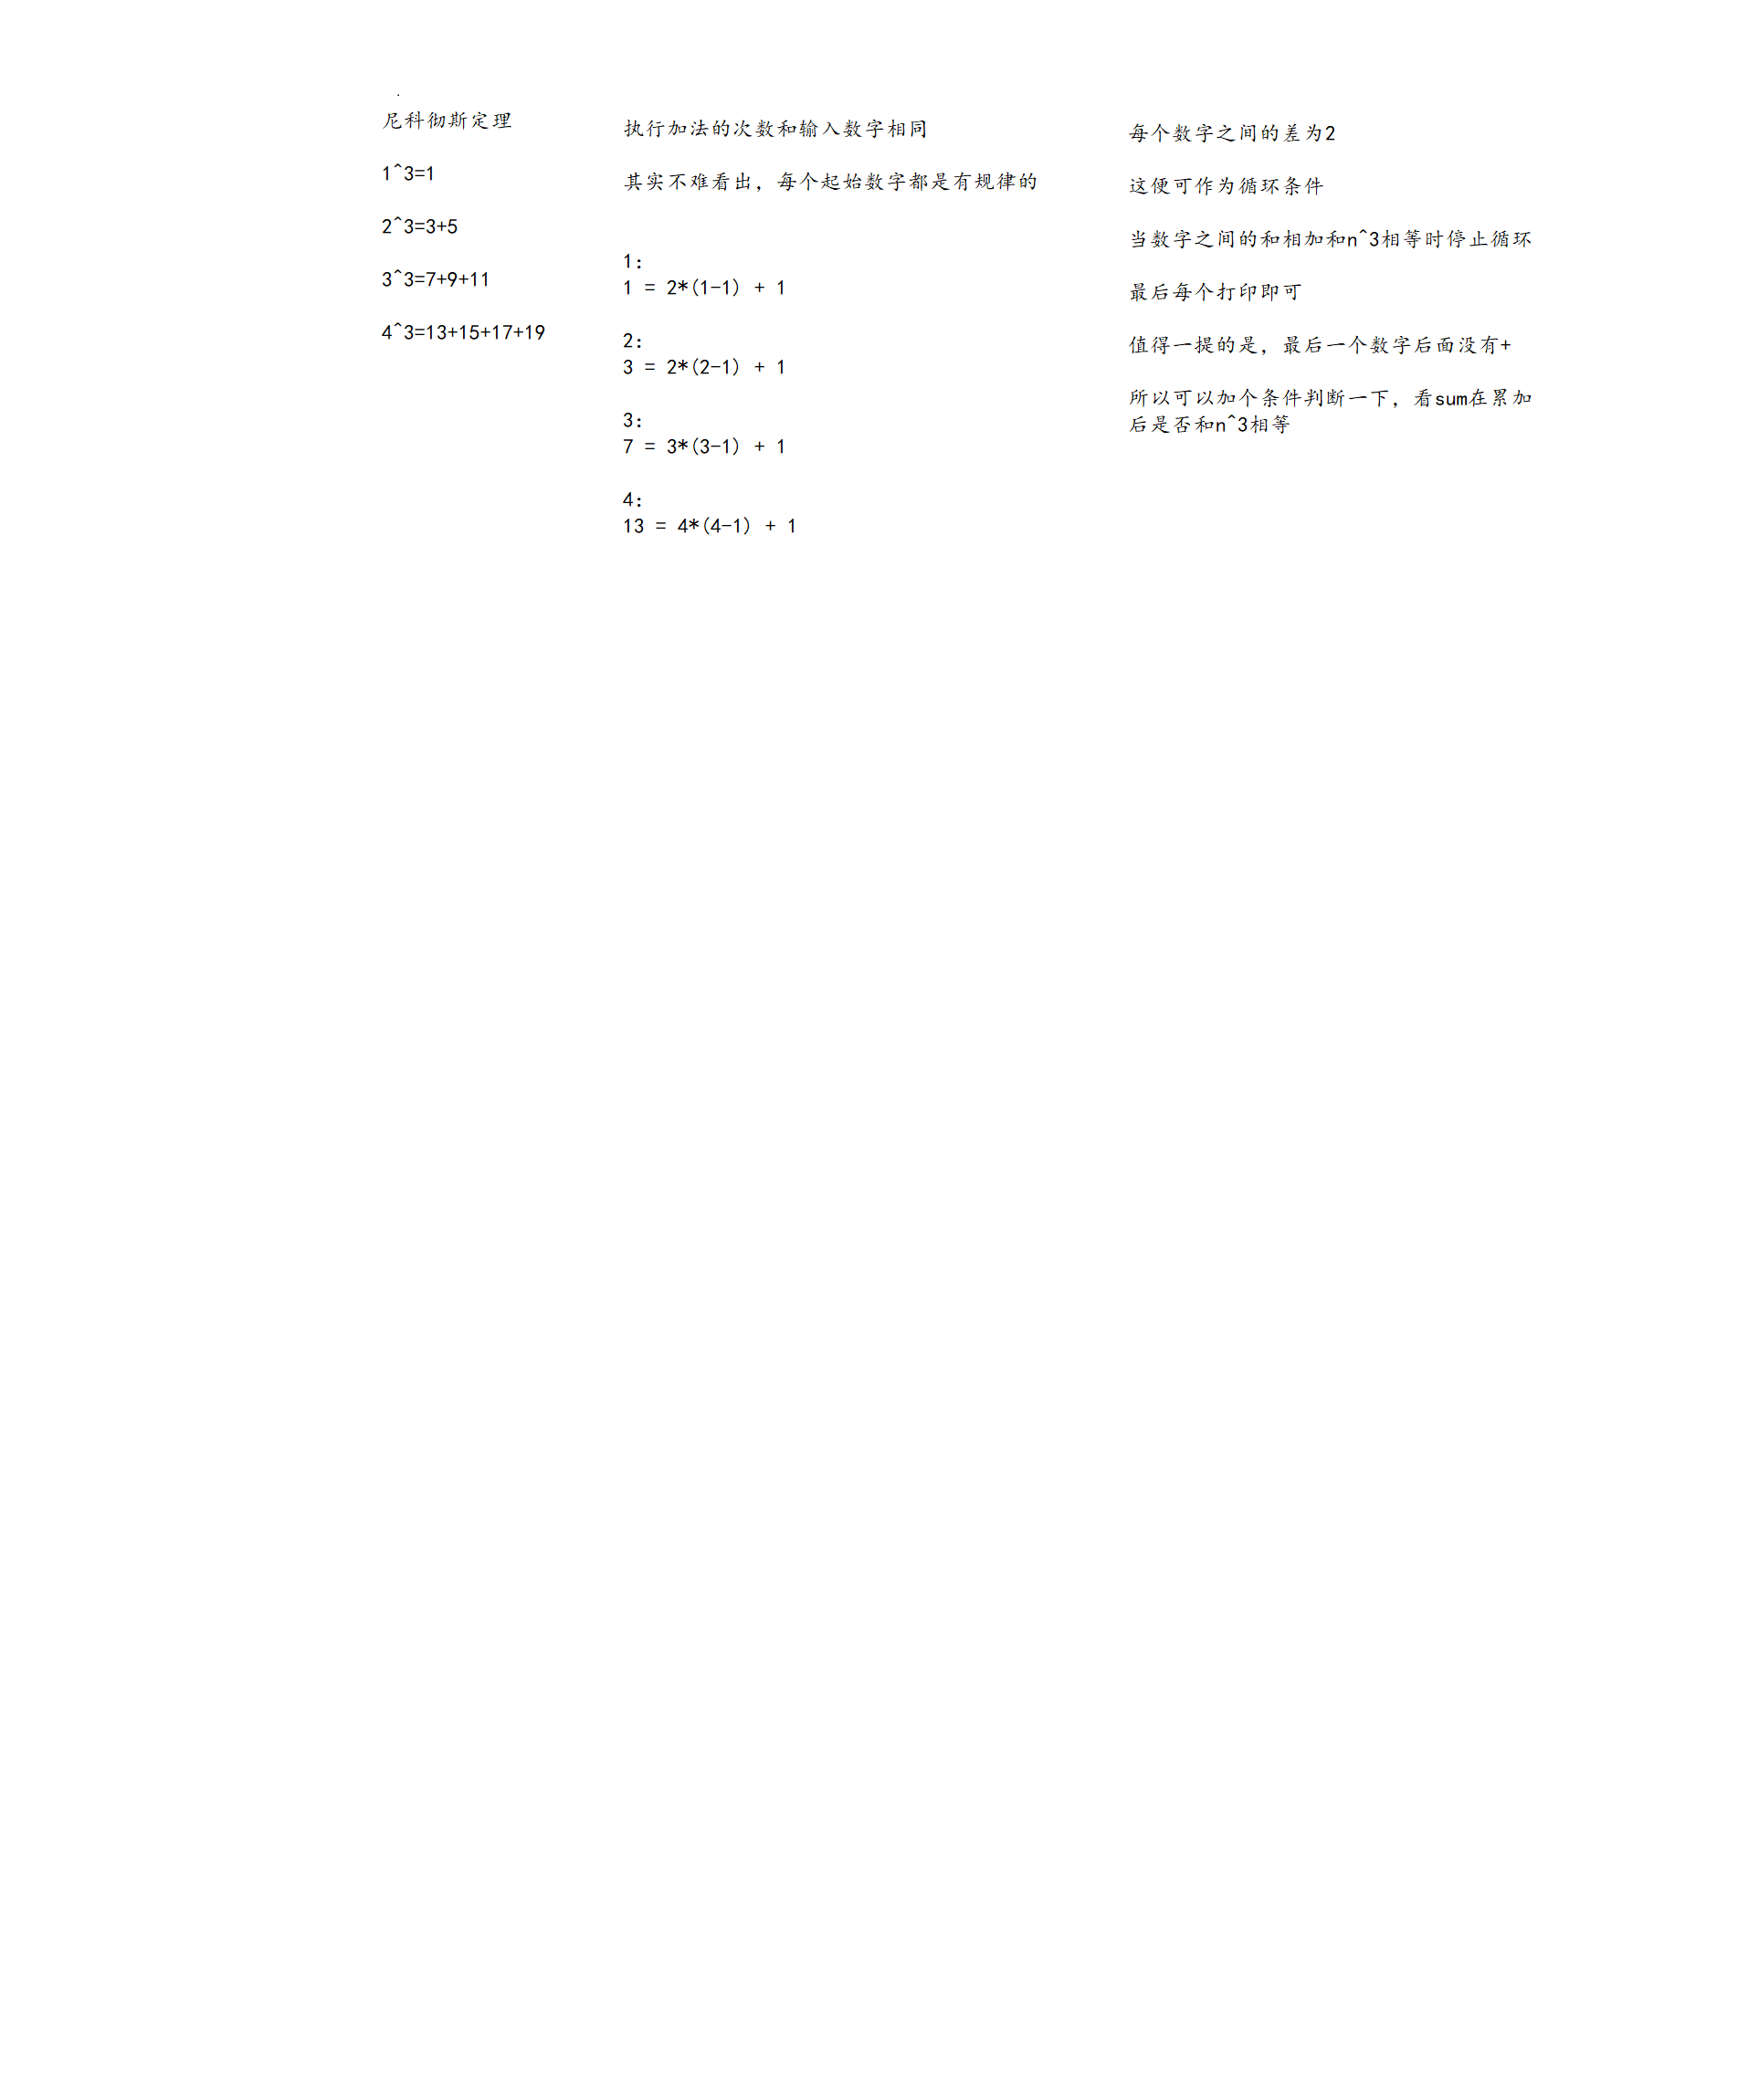 尼科彻斯定理
1^3=1
2^3=3+5
3^3=7+9+11
4^3=13+15+17+19
执行加法的次数和输入数字相同
其实不难看出，每个起始数字都是有规律的
1:
1 = 2*(1-1) + 1
2:
3 = 2*(2-1) + 1
3:
7 = 3*(3-1) + 1
4:
13 = 4*(4-1) + 1
每个数字之间的差为2
这便可作为循环条件
当数字之间的和相加和n^3相等时停止循环
最后每个打印即可
值得一提的是，最后一个数字后面没有+
所以可以加个条件判断一下，看sum在累加
后是否和n^3相等